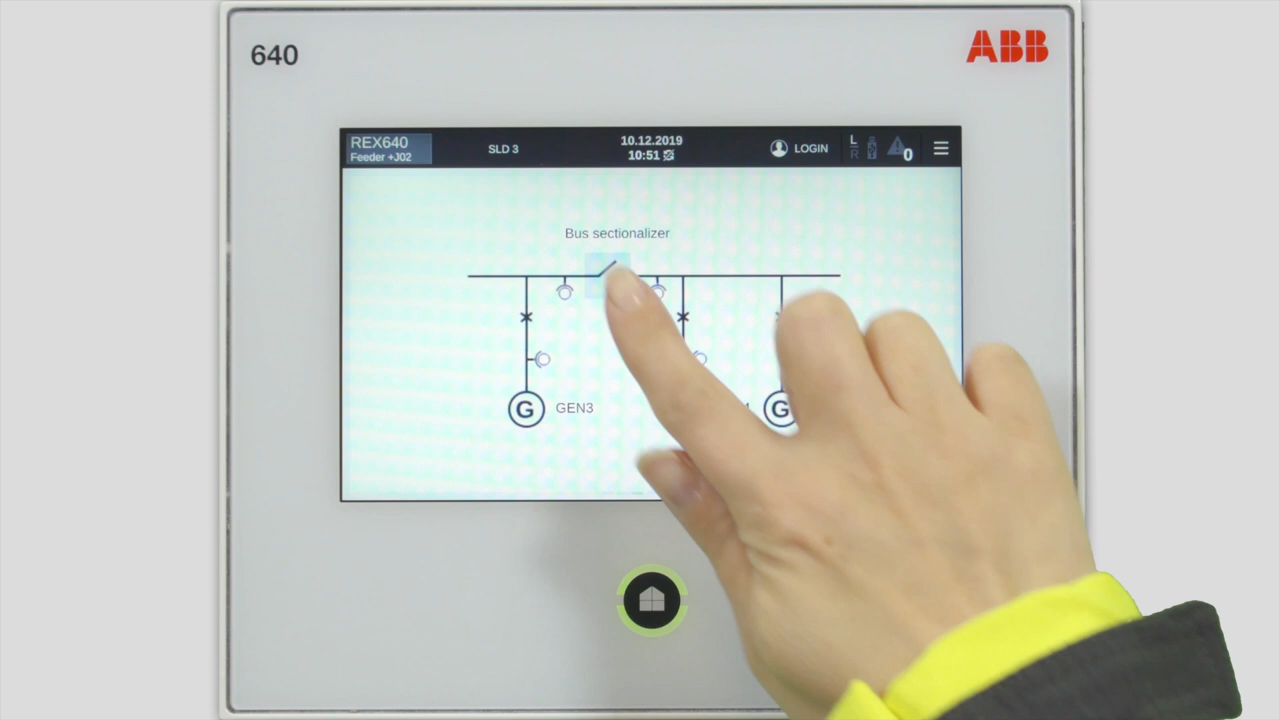 640
ABB
REX640
Feeder +J02
SLD 3
10.12.2019
10:51
LOGIN
L
R
0
Bus sectionalizer
G
GEN3
G